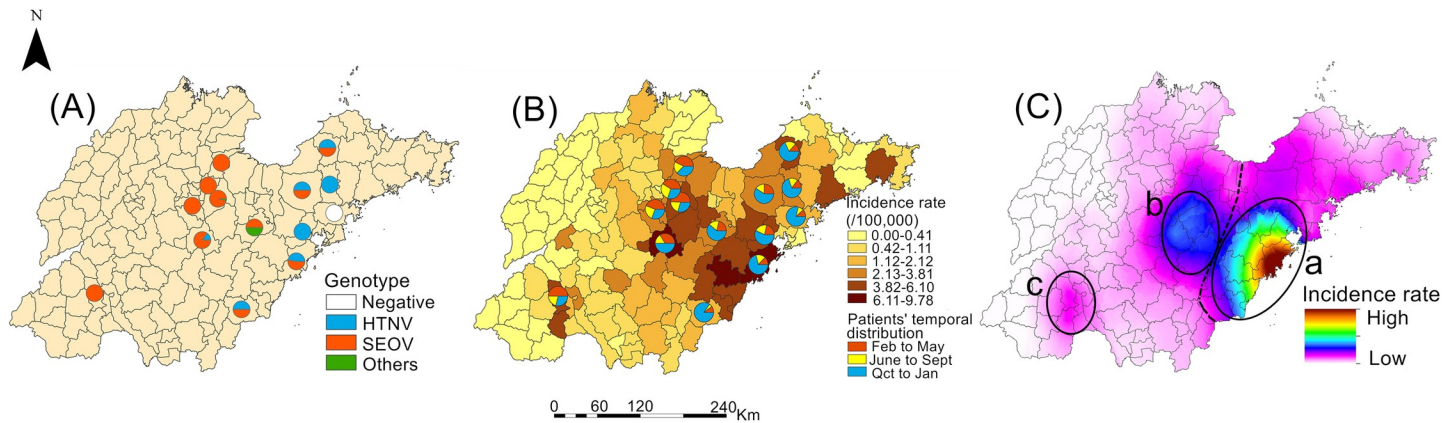 N
(A)
Genotype
Negative
HTNV
SEOV
Others
(B)
Incidence rate
(/100,000)
0.00-0.41
0.42-1.11
1.12-2.12
2.13-3.81
3.82-6.10
6.11-9.78
Patients' temporal
distribution
Feb to May
June to Sept
Qct to Jan
0 60 120 240 Km
(C)
b
a
c
Incidence rate
High
Low